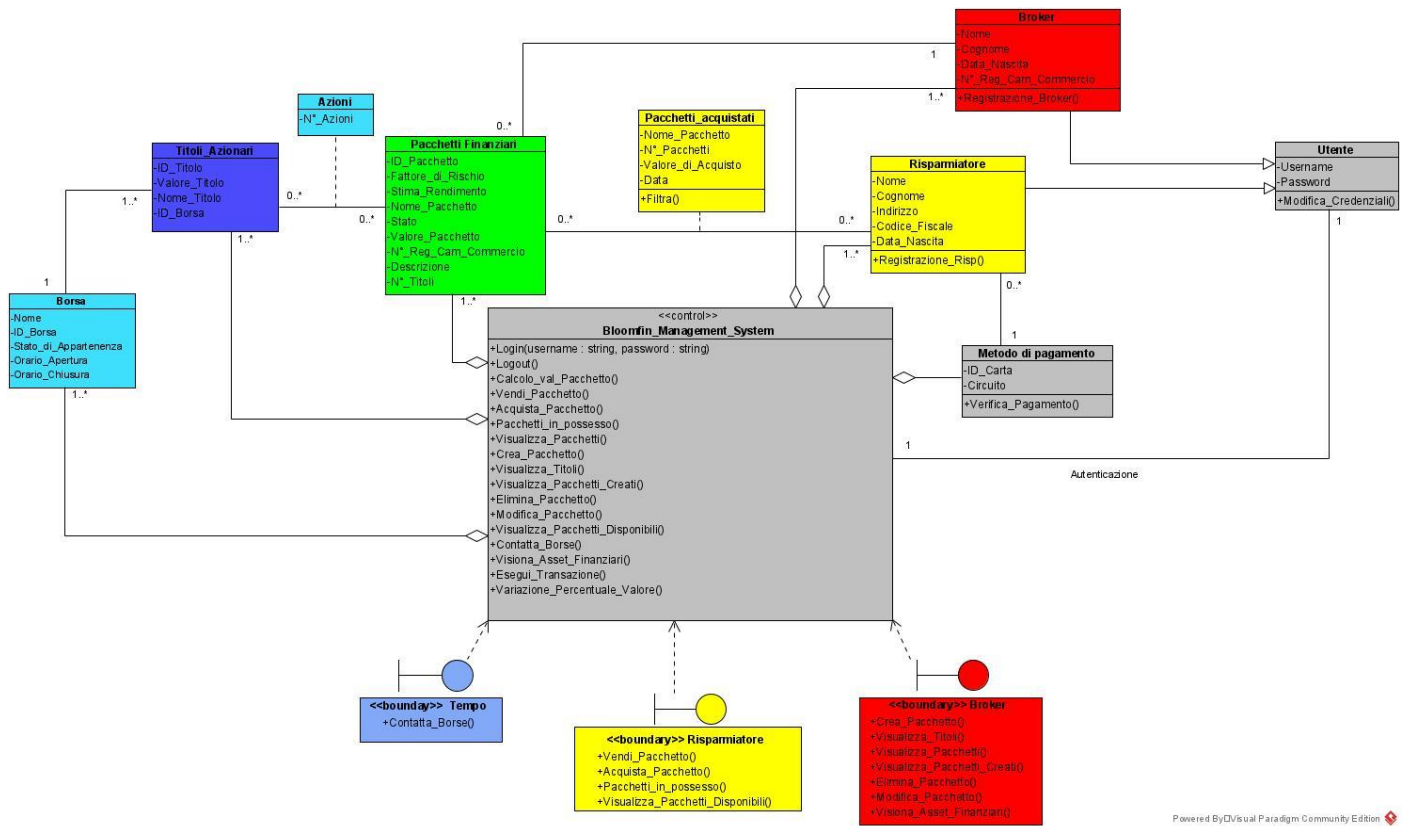 Broker
-Nome
-Cognome
-Data_Nascita
-N°_Reg_Cam_Commercio
+Registrazione_Broker()
1
1..*
0..*
Azioni
-N°_Azioni
Pacchetti_acquistati
-Nome_Pacchetto
-N°_Pacchetti
-Valore_di_Acquisto
-Data
+Filtra()
Titoli_Azionari
-ID_Titolo
-Valore_Titolo
-Nome_Titolo
-ID_Borsa
1..*
0..*
1..*
0..*
Pacchetti Finanziari
-ID_Pacchetto
-Fattore_di_Rischio
-Stima_Rendimento
-Nome_Pacchetto
-Stato
-Valore_Pacchetto
-N°_Reg_Cam_Commercio
-Descrizione
-N°_Titoli
0..*
0..*
1..*
Risparmiatore
-Nome
-Cognome
-Indirizzo
-Codice_Fiscale
-Data_Nascita
+Registrazione_Risp()
1..*
0..*
1
Utente
-Username
-Password
+Modifica_Credenziali()
1
1
Borsa
-Nome
-ID_Borsa
-Stato_di_Appartenenza
-Orario_Apertura
-Orario_Chiusura
1..*
<<control>>
Bloomfin_Management_System
+Login(username : string, password : string)
+Logout()
+Calcolo_val_Pacchetto()
+Vendi_Pacchetto()
+Acquista_Pacchetto()
+Pacchetti_in_possesso()
+Visualizza_Pacchetti()
+Crea_Pacchetto()
+Visualizza_Titoli()
+Visualizza_Pacchetti_Creati()
+Elimina_Pacchetto()
+Modifica_Pacchetto()
+Visualizza_Pacchetti_Disponibili()
+Contatta_Borse()
+Visiona_Asset_Finanziari()
+Esegui_Transazione()
+Variazione_Percentuale_Valore()
Metodo di pagamento
-ID_Carta
-Circuito
+Verifica_Pagamento()
1
Autenticazione
<<bounday>> Tempo
+Contatta_Borse()
<<boundary>> Risparmiatore
+Vendi_Pacchetto()
+Acquista_Pacchetto()
+Pacchetti_in_possesso()
+Visualizza_Pacchetti_Disponibili()
<<boundary>> Broker
+Crea_Pacchetto()
+Visualizza_Titoli()
+Visualizza_Pacchetti()
+Visualizza_Pacchetti_Creati()
+Elimina_Pacchetto()
+Modifica_Pacchetto()
+Visiona_Asset_Finanziari()
Powered By Visual Paradigm Community Edition